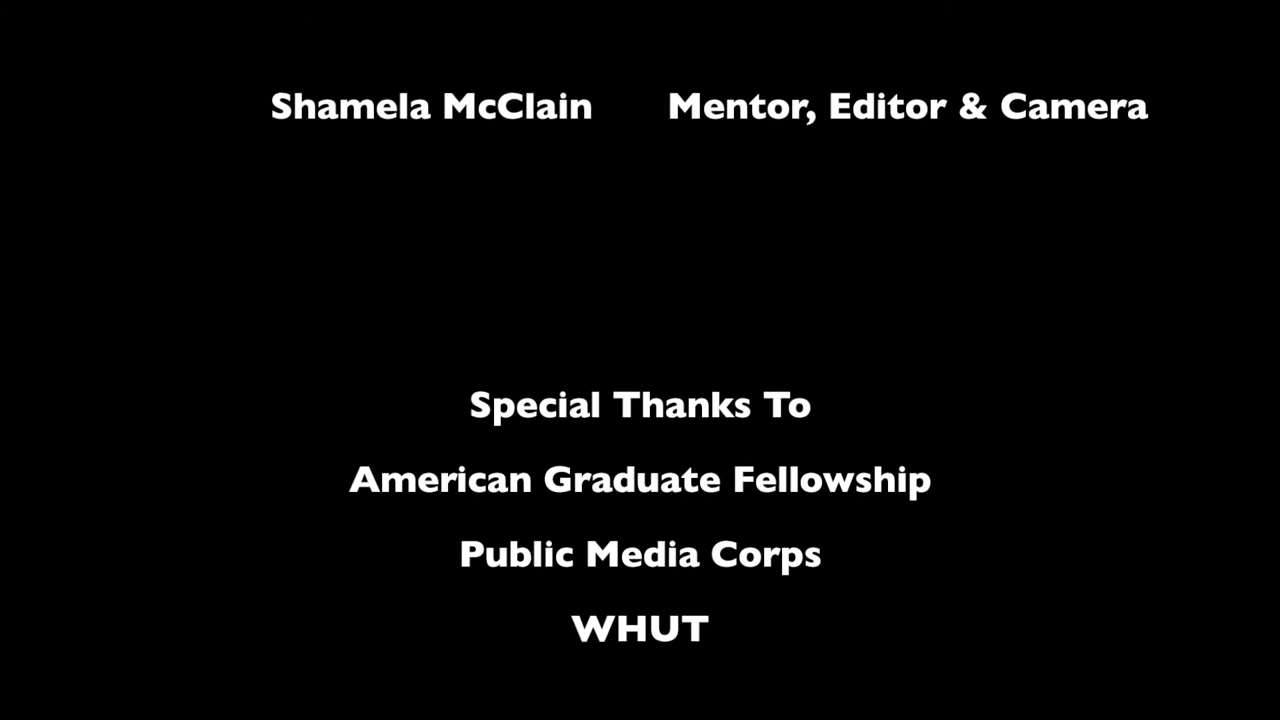 Shamela McClain Mentor, Editor & Camera
Special Thanks To
American Graduate Fellowship
Public Media Corps
WHUT